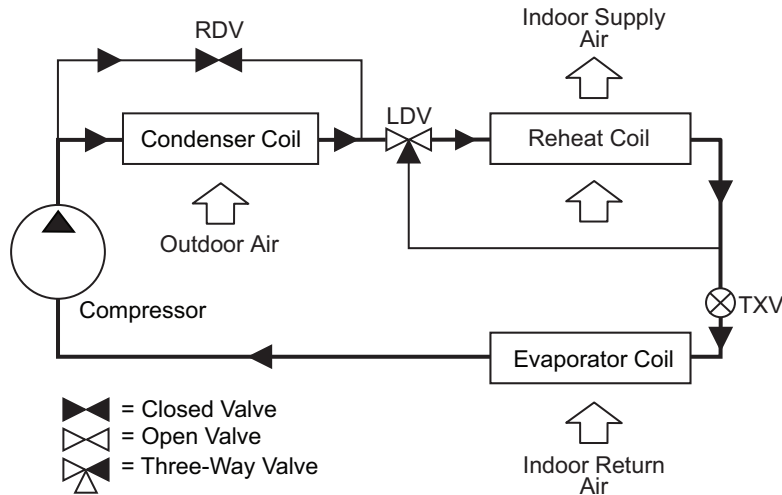 Indoor Supply
Air
RDV
LDV
Condenser Coil
Reheat Coil
Outdoor Air
Compressor
TXV
Evaporator Coil
= Closed Valve
= Open Valve
= Three-Way Valve
Indoor Return
Air